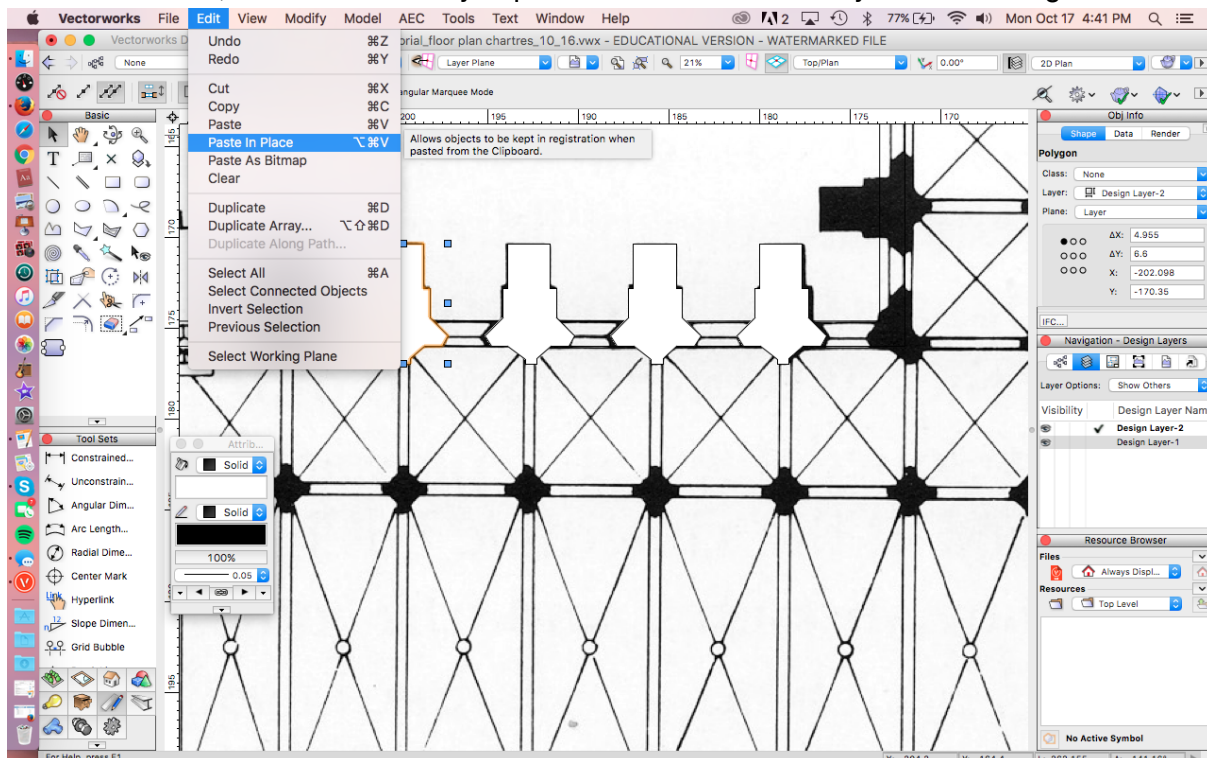 Vectorworks File Edit View Modify Model AEC Tools Text Window Help 2 77% Mon Oct 17 4:41 PM
Vectorworks D
orial_floor plan chartres_10_16.vwx - EDUCATIONAL VERSION - WATERMARKED FILE
None
Layer Plane
21%
Top/Plan
0.00°
2D Plan
angular Marquee Mode
Undo ⌘Z
Redo ⌘Y
Cut ⌘X
Copy ⌘C
Paste ⌘V
Paste In Place ⌥⌘V
Paste As Bitmap
Clear
Duplicate ⌘D
Duplicate Array... ⌥⇧⌘D
Duplicate Along Path...
Select All ⌘A
Select Connected Objects
Invert Selection
Previous Selection
Select Working Plane
Allows objects to be kept in registration when
pasted from the Clipboard.
200 195 190 185 180 175 170
170
175
180
195
Basic
Tool Sets
Constrained...
Unconstrain...
Angular Dim...
Arc Length...
Radial Dime...
Center Mark
Hyperlink
Slope Dimen...
Grid Bubble
Attrib...
Solid
Solid
100%
0.05
Obj Info
Shape Data Render
Polygon
Class: None
Layer: Design Layer-2
Plane: Layer
ΔX: 4.955
ΔY: 6.6
X: -202.098
Y: -170.35
IFC...
Navigation - Design Layers
Layer Options: Show Others
Visibility Design Layer Nam
Design Layer-2
Design Layer-1
Resource Browser
Files
Always Displ...
Resources
Top Level
No Active Symbol
For Help, press F1